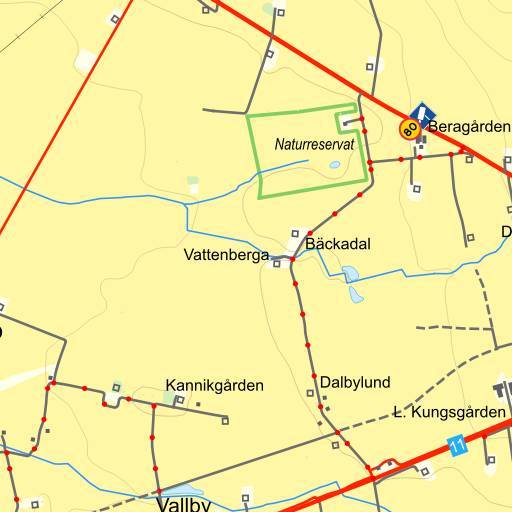 80
Beragården
Naturreservat
D
Bäckadal
Vattenberga
Dalbylund
Kannikgården
L. Kungsgården
11
Vallby